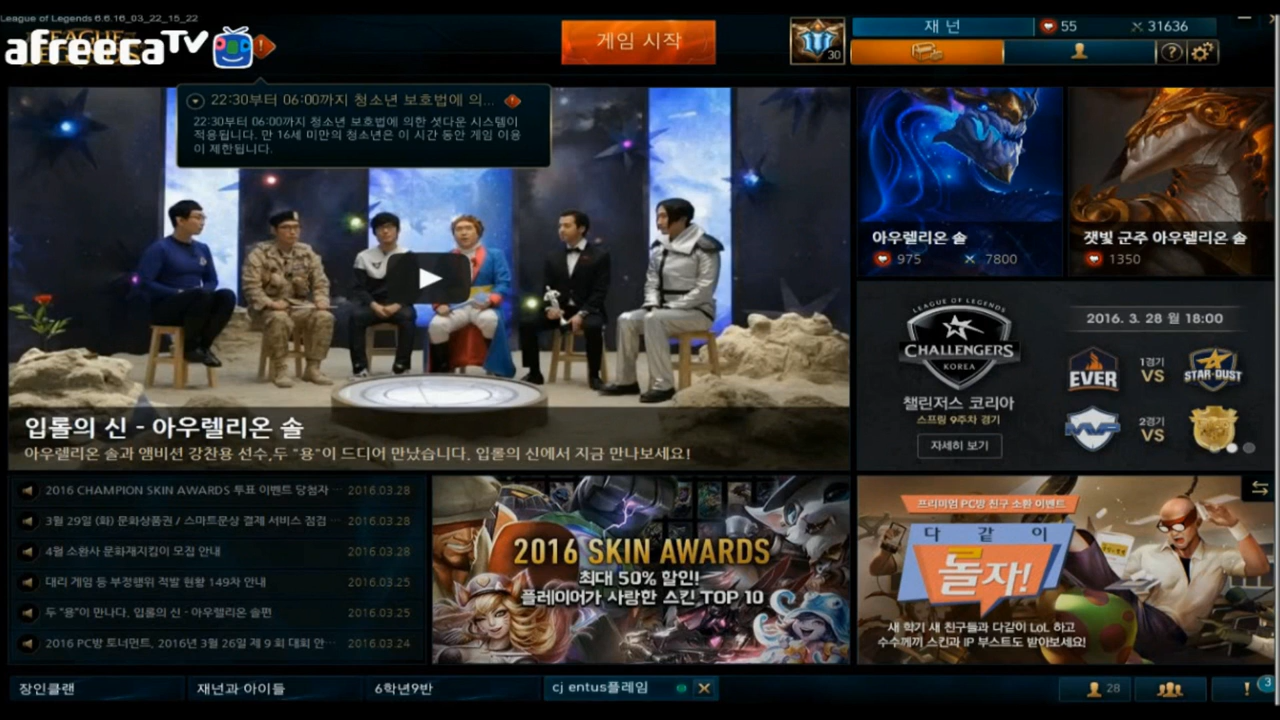 League of Legends 6.6.16_03_22_15_22
afreecaTV
게임 시작
30
재 넌
55
31636
22:30부터 06:00까지 청소년 보호법에 의...
22:30부터 06:00까지 청소년 보호법에 의한 셧다운 시스템이
적용됩니다. 만 16세 미만의 청소년은 이 시간 동안 게임 이용
이 제한됩니다.
입롤의 신 - 아우렐리온 솔
아우렐리온 솔과 앰비션 강찬용 선수,두 "용"이 드디어 만났습니다. 입롤의 신에서 지금 만나보세요!
아우렐리온 솔
975
7800
잿빛 군주 아우렐리온 솔
1350
LEAGUE OF LEGENDS
CHALLENGERS
KOREA
챌린저스 코리아
스프링 9주차 경기
자세히 보기
2016. 3. 28 월 18:00
EVER
1경기
VS
STAR-DUST
MVP
2경기
VS
2016 CHAMPION SKIN AWARDS 투표 이벤트 당첨자 ... 2016.03.28
3월 29일 (화) 문화상품권 / 스마트문상 결제 서비스 점검 ... 2016.03.28
4월 소환사 문화재지킴이 모집 안내 2016.03.28
대리 게임 등 부정행위 적발 현황 149차 안내 2016.03.25
두 "용"이 만나다, 입롤의 신 - 아우렐리온 솔편 2016.03.25
2016 PC방 토너먼트, 2016년 3월 26일 제 9 회 대회 안... 2016.03.24
2016 SKIN AWARDS
최대 50% 할인!
플레이어가 사랑한 스킨 TOP 10
프리미엄 PC방 친구 소환 이벤트
다 같 이
돌자!
새 학기 새 친구들과 다같이 LoL 하고
수수께끼 스킨과 IP 부스트도 받아보세요!
장인클랜
재넌과 아이들
6학년9반
cj entus플레임
28
3